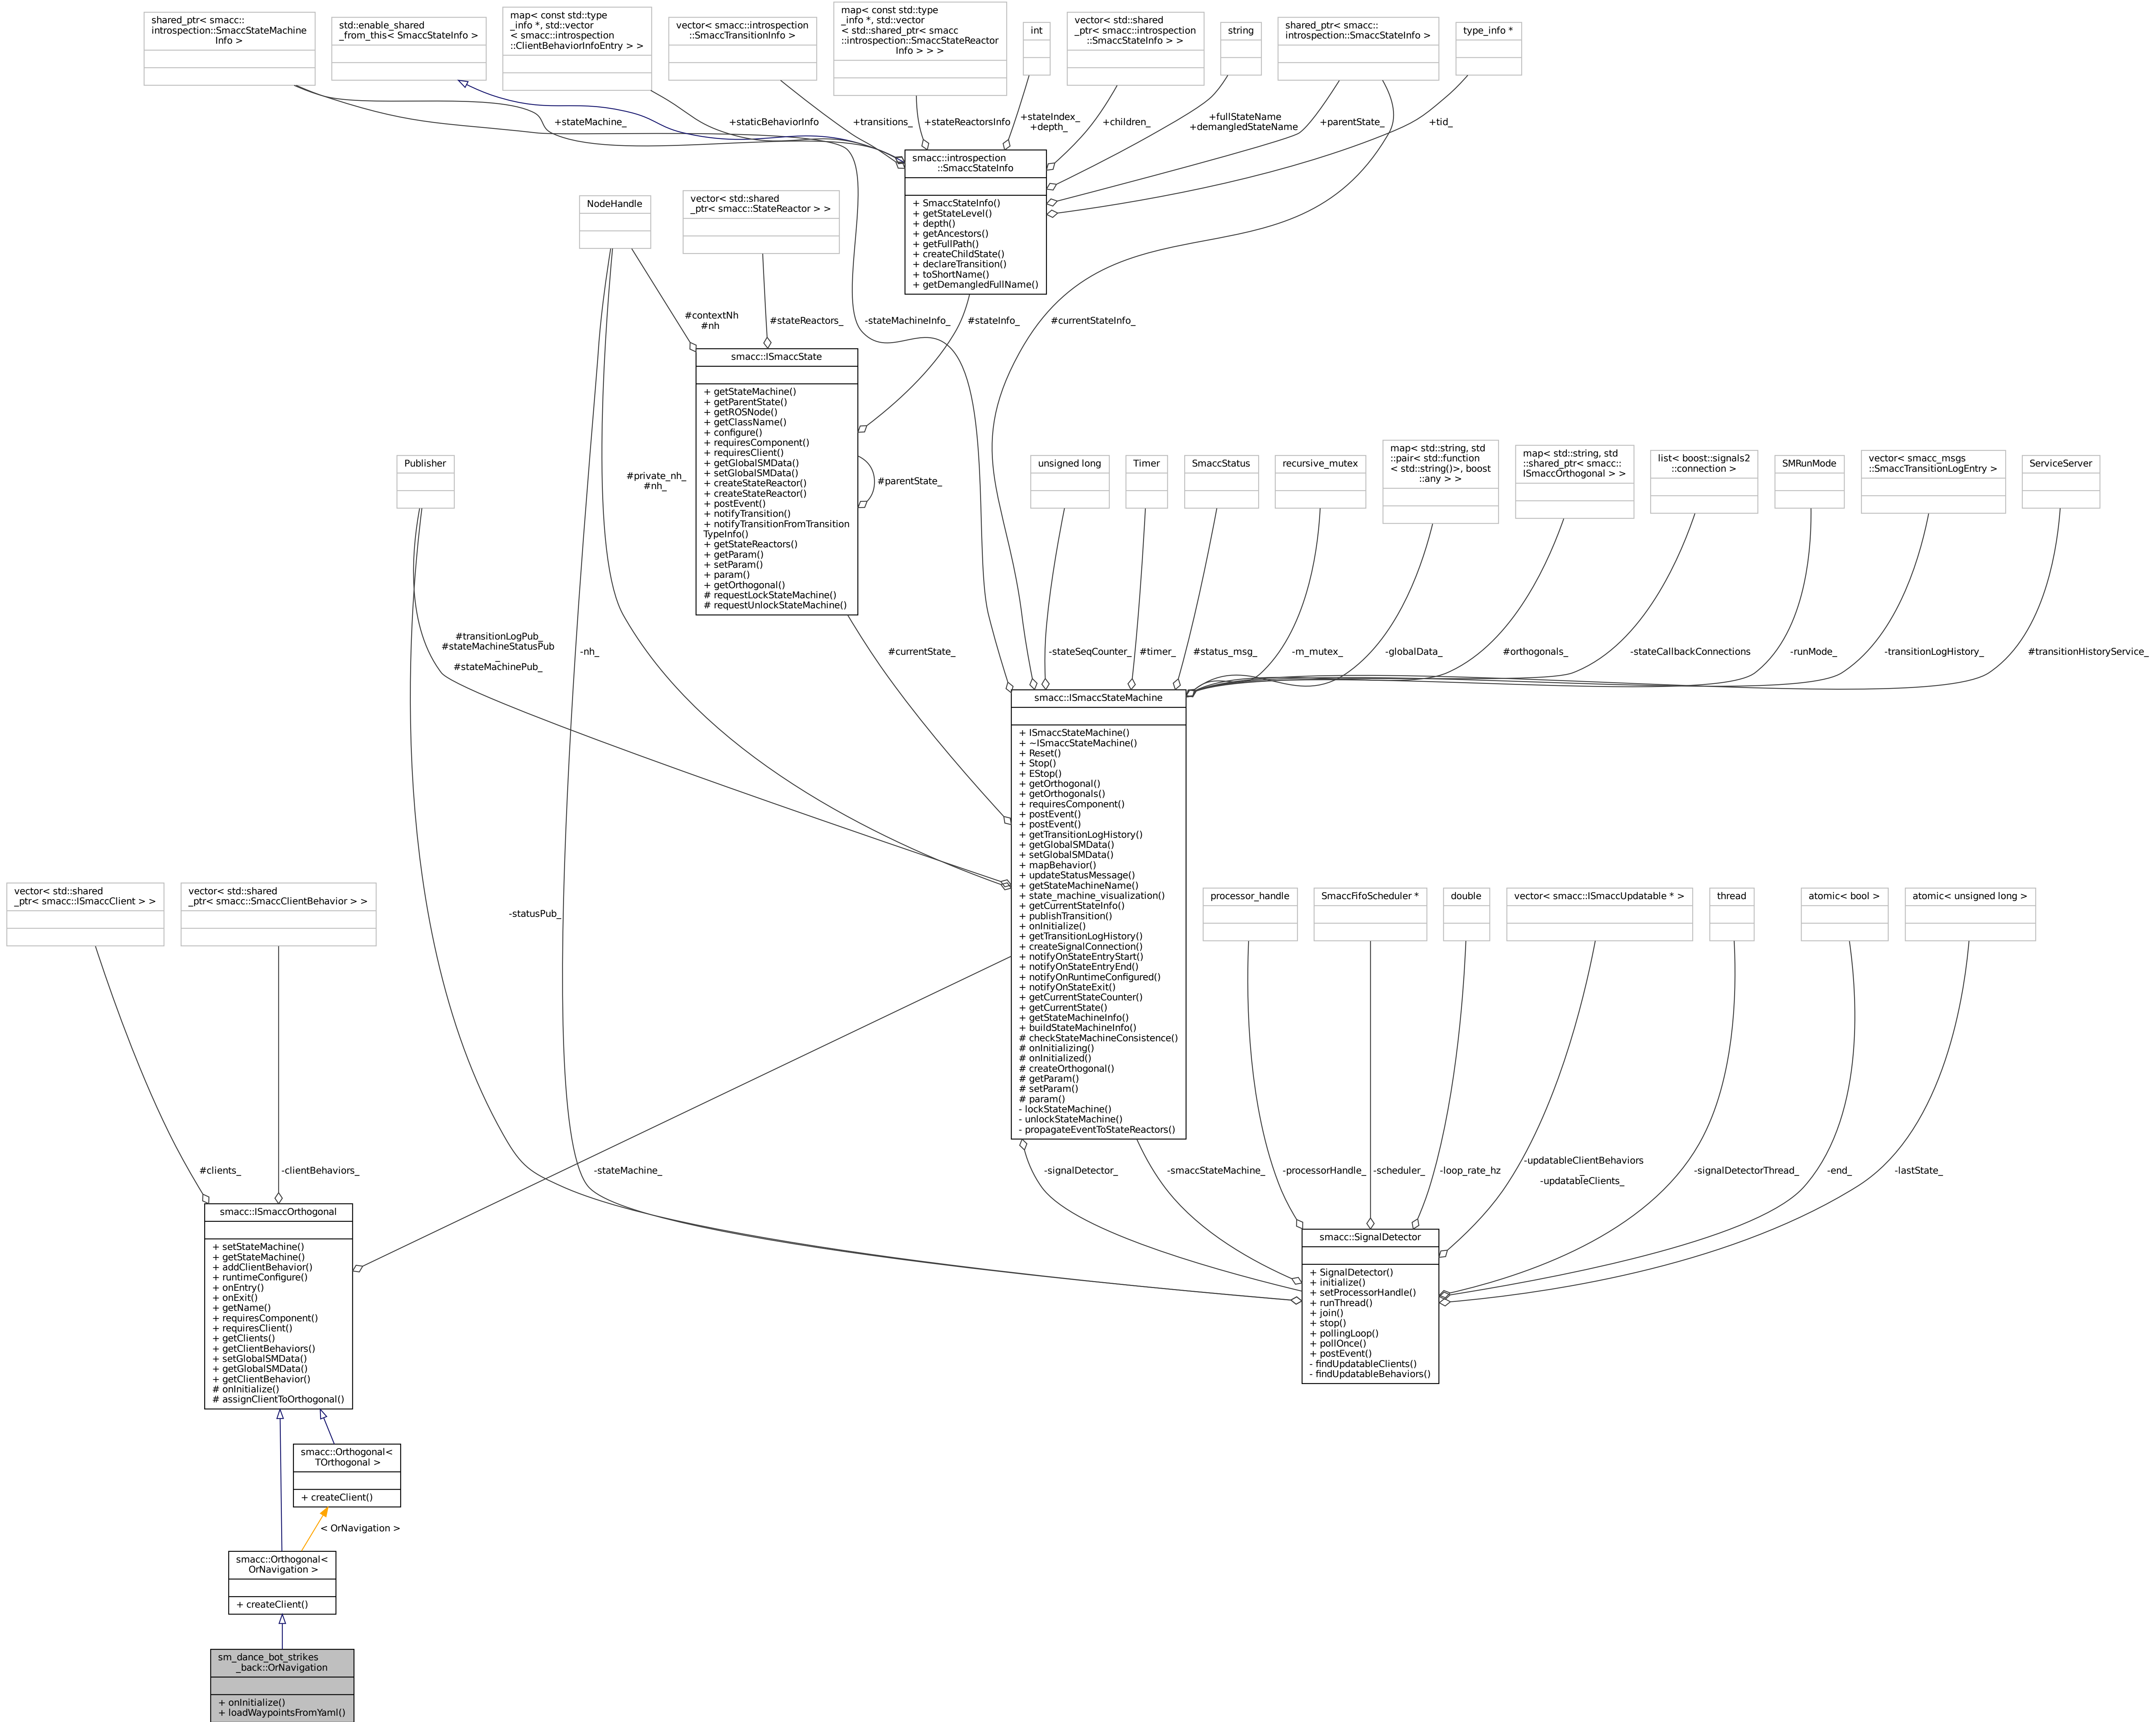 shared_ptr< smacc::
introspection::SmaccStateMachine
Info >
std::enable_shared
_from_this< SmaccStateInfo >
map< const std::type
_info *, std::vector
< smacc::introspection
::ClientBehaviorInfoEntry > >
vector< smacc::introspection
::SmaccTransitionInfo >
map< const std::type
_info *, std::vector
< std::shared_ptr< smacc
::introspection::SmaccStateReactor
Info > > >
int
vector< std::shared
_ptr< smacc::introspection
::SmaccStateInfo > >
string
shared_ptr< smacc::
introspection::SmaccStateInfo >
type_info *
+stateMachine_
+staticBehaviorInfo
+transitions_
+stateReactorsInfo
+stateIndex_
+depth_
+children_
+fullStateName
+demangledStateName
+parentState_
+tid_
smacc::introspection
::SmaccStateInfo
+ SmaccStateInfo()
+ getStateLevel()
+ depth()
+ getAncestors()
+ getFullPath()
+ createChildState()
+ declareTransition()
+ toShortName()
+ getDemangledFullName()
NodeHandle
vector< std::shared
_ptr< smacc::StateReactor > >
#contextNh
#nh
#stateReactors_
-stateMachineInfo_
#stateInfo_
#currentStateInfo_
smacc::ISmaccState
+ getStateMachine()
+ getParentState()
+ getROSNode()
+ getClassName()
+ configure()
+ requiresComponent()
+ requiresClient()
+ getGlobalSMData()
+ setGlobalSMData()
+ createStateReactor()
+ createStateReactor()
+ postEvent()
+ notifyTransition()
+ notifyTransitionFromTransition
TypeInfo()
+ getStateReactors()
+ getParam()
+ setParam()
+ param()
+ getOrthogonal()
# requestLockStateMachine()
# requestUnlockStateMachine()
#parentState_
Publisher
#private_nh_
#nh_
unsigned long
Timer
SmaccStatus
recursive_mutex
map< std::string, std
::pair< std::function
< std::string()>, boost
::any > >
map< std::string, std
::shared_ptr< smacc::
ISmaccOrthogonal > >
list< boost::signals2
::connection >
SMRunMode
vector< smacc_msgs
::SmaccTransitionLogEntry >
ServiceServer
#transitionLogPub_
#stateMachineStatusPub
_
#stateMachinePub_
-nh_
#currentState_
-stateSeqCounter_
#timer_
#status_msg_
-m_mutex_
-globalData_
#orthogonals_
-stateCallbackConnections
-runMode_
-transitionLogHistory_
#transitionHistoryService_
smacc::ISmaccStateMachine
+ ISmaccStateMachine()
+ ~ISmaccStateMachine()
+ Reset()
+ Stop()
+ EStop()
+ getOrthogonal()
+ getOrthogonals()
+ requiresComponent()
+ postEvent()
+ postEvent()
+ getTransitionLogHistory()
+ getGlobalSMData()
+ setGlobalSMData()
+ mapBehavior()
+ updateStatusMessage()
+ getStateMachineName()
+ state_machine_visualization()
+ getCurrentStateInfo()
+ publishTransition()
+ onInitialize()
+ getTransitionLogHistory()
+ createSignalConnection()
+ notifyOnStateEntryStart()
+ notifyOnStateEntryEnd()
+ notifyOnRuntimeConfigured()
+ notifyOnStateExit()
+ getCurrentStateCounter()
+ getCurrentState()
+ getStateMachineInfo()
+ buildStateMachineInfo()
# checkStateMachineConsistence()
# onInitializing()
# onInitialized()
# createOrthogonal()
# getParam()
# setParam()
# param()
- lockStateMachine()
- unlockStateMachine()
- propagateEventToStateReactors()
vector< std::shared
_ptr< smacc::ISmaccClient > >
vector< std::shared
_ptr< smacc::SmaccClientBehavior > >
-statusPub_
processor_handle
SmaccFifoScheduler *
double
vector< smacc::ISmaccUpdatable * >
thread
atomic< bool >
atomic< unsigned long >
#clients_
-clientBehaviors_
-stateMachine_
-signalDetector_
-smaccStateMachine_
-processorHandle_
-scheduler_
-loop_rate_hz
-updatableClientBehaviors
_
-updatableClients_
-signalDetectorThread_
-end_
-lastState_
smacc::ISmaccOrthogonal
+ setStateMachine()
+ getStateMachine()
+ addClientBehavior()
+ runtimeConfigure()
+ onEntry()
+ onExit()
+ getName()
+ requiresComponent()
+ requiresClient()
+ getClients()
+ getClientBehaviors()
+ setGlobalSMData()
+ getGlobalSMData()
+ getClientBehavior()
# onInitialize()
# assignClientToOrthogonal()
smacc::SignalDetector
+ SignalDetector()
+ initialize()
+ setProcessorHandle()
+ runThread()
+ join()
+ stop()
+ pollingLoop()
+ pollOnce()
+ postEvent()
- findUpdatableClients()
- findUpdatableBehaviors()
smacc::Orthogonal<
TOrthogonal >
+ createClient()
< OrNavigation >
smacc::Orthogonal<
OrNavigation >
+ createClient()
sm_dance_bot_strikes
_back::OrNavigation
+ onInitialize()
+ loadWaypointsFromYaml()